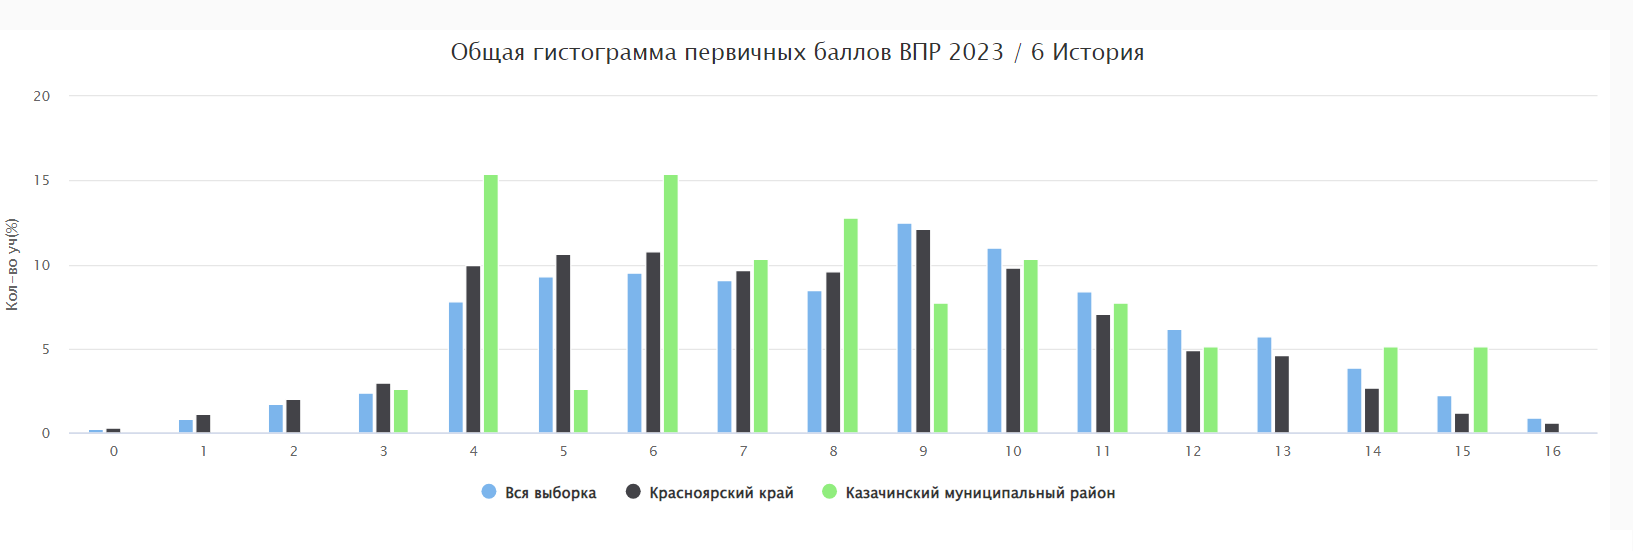 Общая гистограмма первичных баллов ВПР 2023 / 6 История
20
15
10
5
0
Кол-во уч(%)
0 1 2 3 4 5 6 7 8 9 10 11 12 13 14 15 16
Вся выборка Красноярский край Казачинский муниципальный район